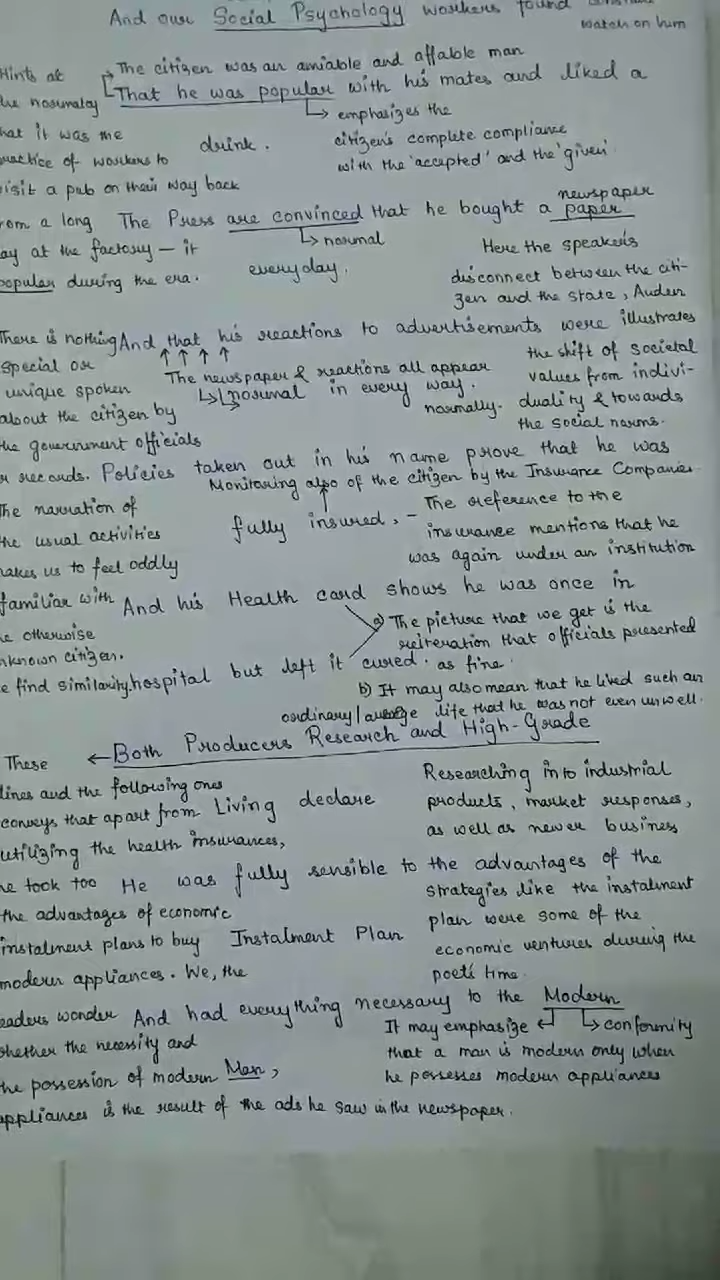 And our Social Psychology workers found
watch on him
Hints at → The citizen was an amiable and affable man
the normalcy That he was popular with his mates and liked a
that it was the ↳ emphasizes the
practice of workers to drink. citizen's complete compliance
visit a pub on their way back with the 'accepted' and the 'given'.
from a long The Press are convinced that he bought a paper newspaper
day at the factory – it ↳ normal Here the speaker's
popular during the era. everyday. disconnect between the citi-
zen and the state, Auden
There is nothing And that his reactions to advertisements were illustrates
special or ↑ ↑ ↑ ↑ the shift of societal
unique spoken The newspaper & reactions all appear values from indivi-
about the citizen by ↳ normal in every way. duality & towards
the government officials normally. the social norms.
or records. Policies taken out in his name prove that he was
Monitoring also of the citizen by the Insurance Companies
The narration of fully insured, – The reference to the
the usual activities insurance mentions that he
makes us to feel oddly was again under an institution
familiar with And his Health card shows he was once in
the otherwise a) The picture that we get is the
unknown citizen. reiteration that officials presented
We find similarity. hospital but left it cured. as fine.
b) It may also mean that he lived such an
ordinary/average life that he was not even unwell.
These ← Both Producers Research and High-Grade
lines and the following ones Researching into industrial
conveys that apart from Living declare products, market responses,
utilizing the health insurances, as well as newer business
he took too He was fully sensible to the advantages of the
the advantages of economic strategies like the instalment
instalment plans to buy Instalment Plan plan were some of the
modern appliances. We, the economic ventures during the
poet's time.
readers wonder And had everything necessary to the Modern
whether the necessity and It may emphasize ↲ ↳ conformity
the possession of modern Man, that a man is modern only when
he possesses modern appliances
appliances is the result of the ads he saw in the newspaper.